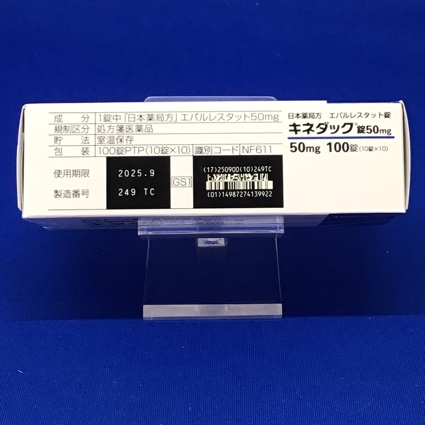 成分 1錠中「日本薬局方」エパルレスタット50mg
規制区分 処方箋医薬品
貯法 室温保存
包装 100錠PTP(10錠×10) 識別コード NF611
使用期限 2025.9
製造番号 249 TC
GS1
(17)250900(10)249TC
(01)14987274139922
日本薬局方 エパルレスタット錠
キネダック®錠50mg
50mg 100錠(10錠×10)